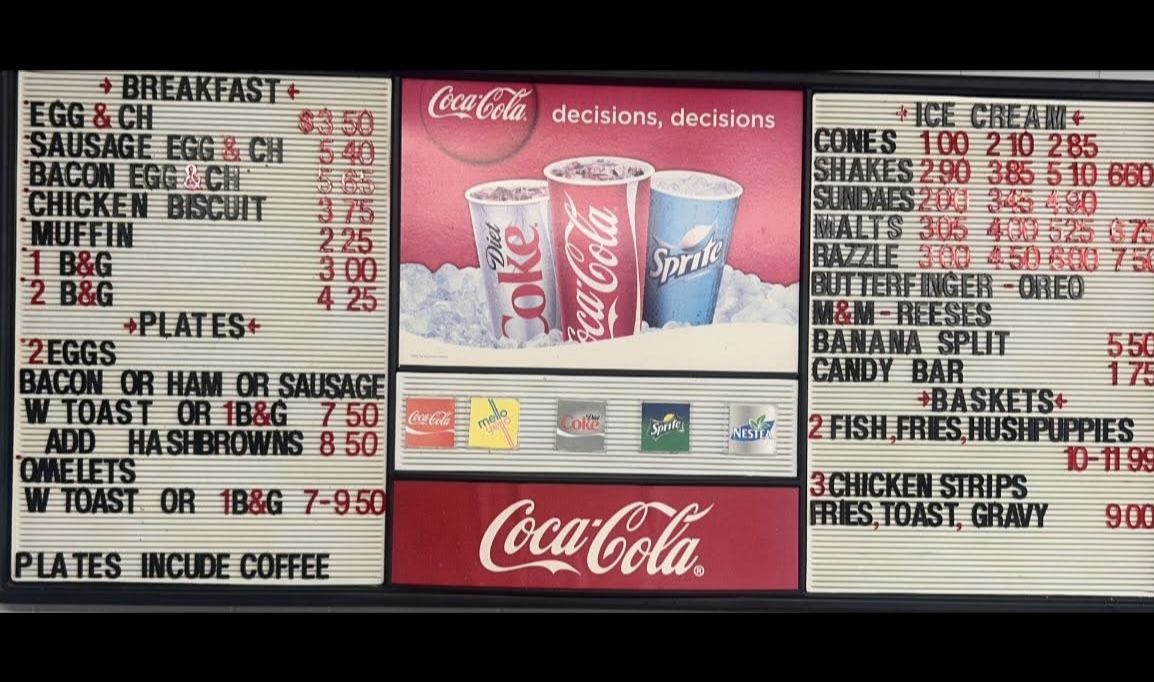 BREAKFAST
EGG & CH $3 50
SAUSAGE EGG & CH 5 40
BACON EGG & CH 5 65
CHICKEN BISCUIT 3 75
MUFFIN 2 25
1 B&G 3 00
2 B&G 4 25
PLATES
2 EGGS
BACON OR HAM OR SAUSAGE
W TOAST OR 1B&G 7 50
ADD HASHBROWNS 8 50
OMELETS
W TOAST OR 1B&G 7-9 50
PLATES INCUDE COFFEE
Coca-Cola decisions, decisions
Diet Coke
Coca-Cola
Sprite
Coca-Cola
mello yello
Diet Coke
Sprite
NESTEA
Coca-Cola®
ICE CREAM
CONES 1 00 2 10 2 85
SHAKES 2 90 3 85 5 10 6 60
SUNDAES 2 00 3 45 4 90
MALTS 3 05 4 00 5 25 6 75
RAZZLE 3 00 4 50 6 00 7 50
BUTTERFINGER - OREO
M&M - REESES
BANANA SPLIT 5 50
CANDY BAR 1 75
BASKETS
2 FISH, FRIES, HUSHPUPPIES
10-11 99
3 CHICKEN STRIPS
FRIES, TOAST, GRAVY 9 00